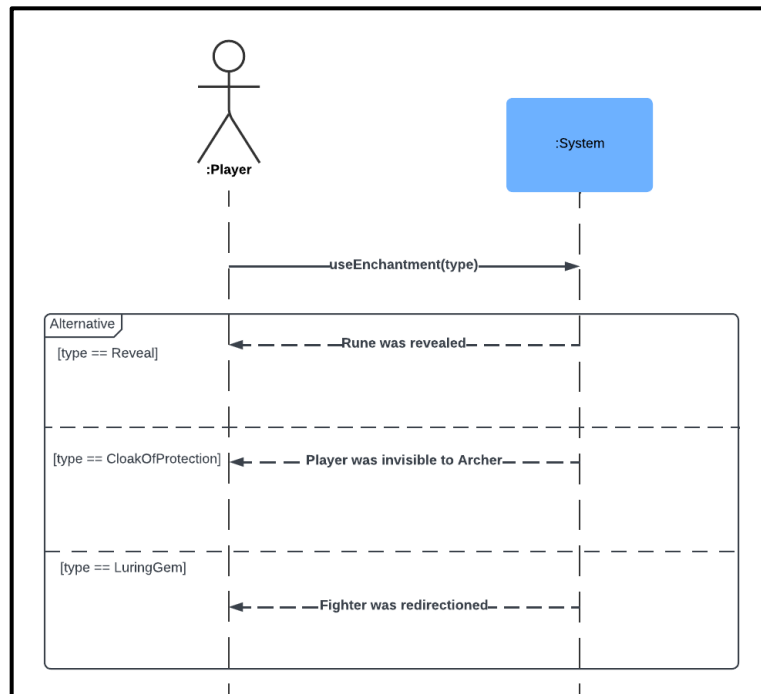 :Player
:System
useEnchantment(type)
Alternative
[type == Reveal]
Rune was revealed
[type == CloakOfProtection]
Player was invisible to Archer
[type == LuringGem]
Fighter was redirectioned